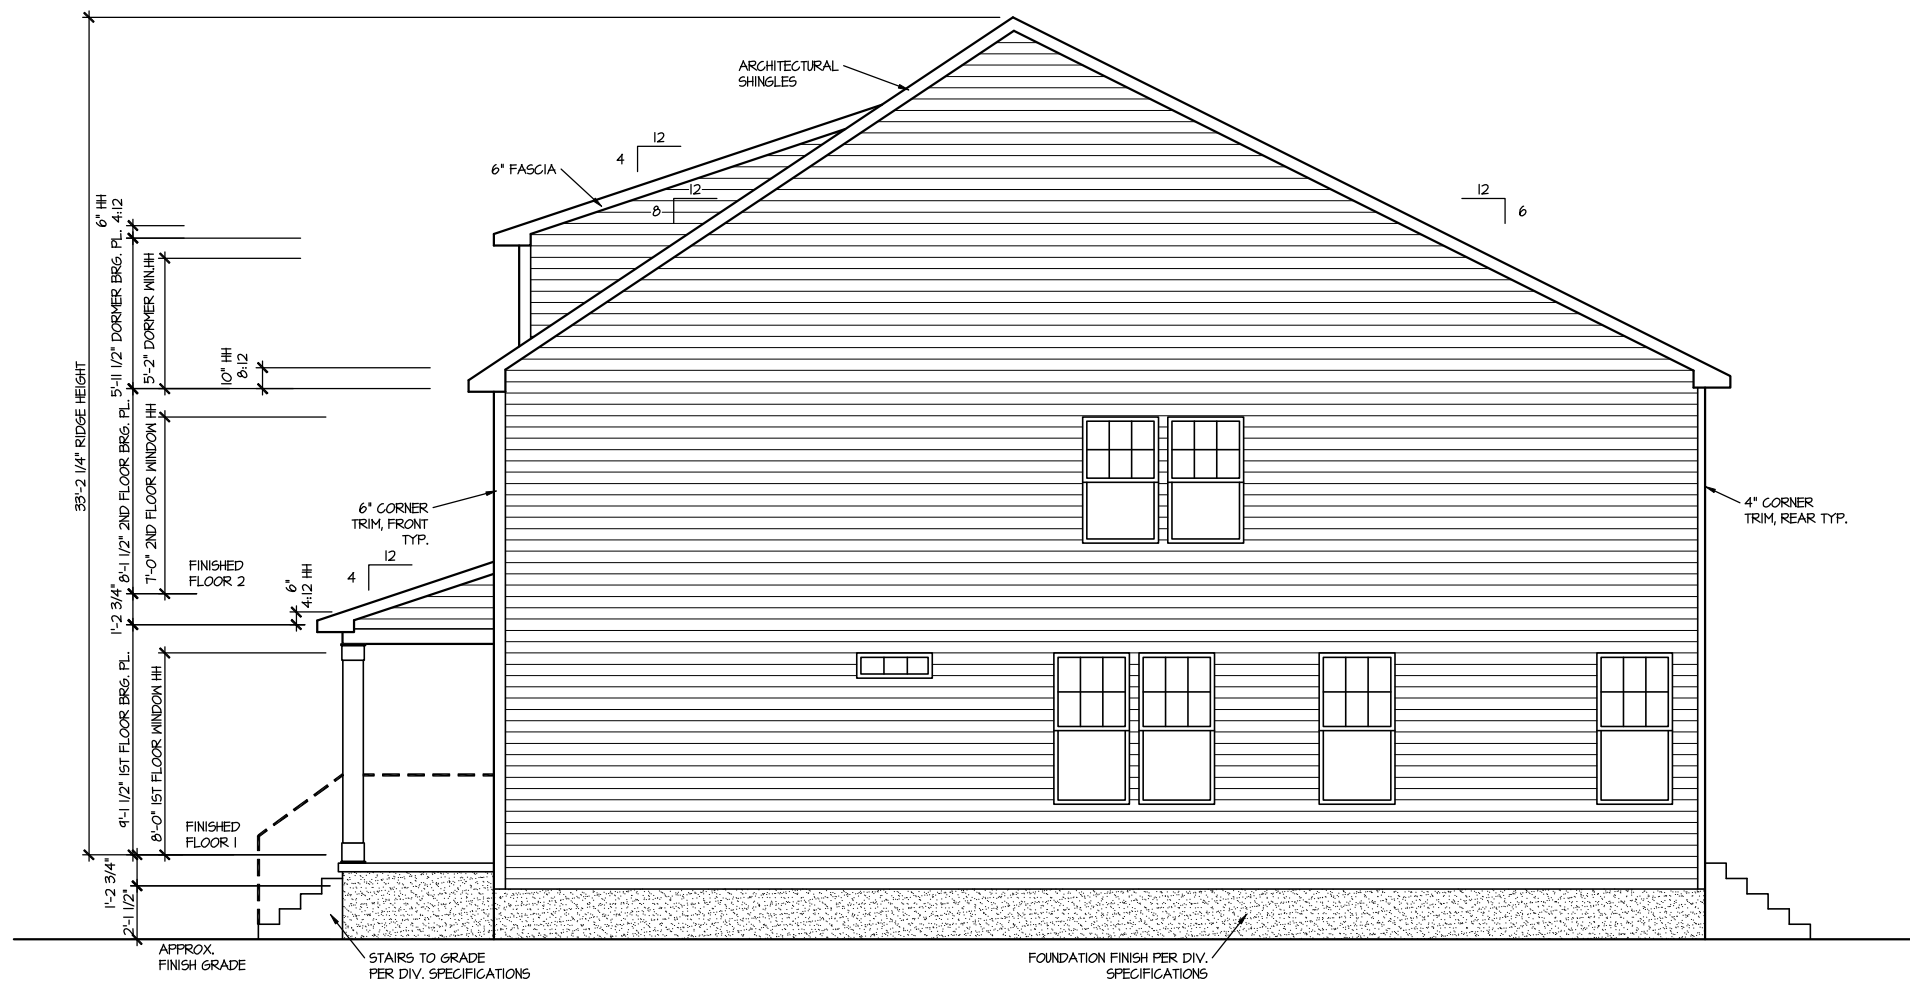 ARCHITECTURAL
SHINGLES
12
4
6" FASCIA
12
8
12
6
6" HH
4:12
5'-11 1/2" DORMER BRG. PL.
5'-2" DORMER WIN.HH
10" HH
8:12
33'-2 1/4" RIDGE HEIGHT
8'-1 1/2" 2ND FLOOR BRG. PL.
7'-0" 2ND FLOOR WINDOW HH
6" CORNER
TRIM, FRONT
TYP.
4" CORNER
TRIM, REAR TYP.
12
4
FINISHED
FLOOR 2
6"
4:12 HH
1'-2 3/4"
9'-1 1/2" 1ST FLOOR BRG. PL.
8'-0" 1ST FLOOR WINDOW HH
FINISHED
FLOOR 1
1'-2 3/4"
2'-1 1/2"
APPROX.
FINISH GRADE
STAIRS TO GRADE
PER DIV. SPECIFICATIONS
FOUNDATION FINISH PER DIV.
SPECIFICATIONS